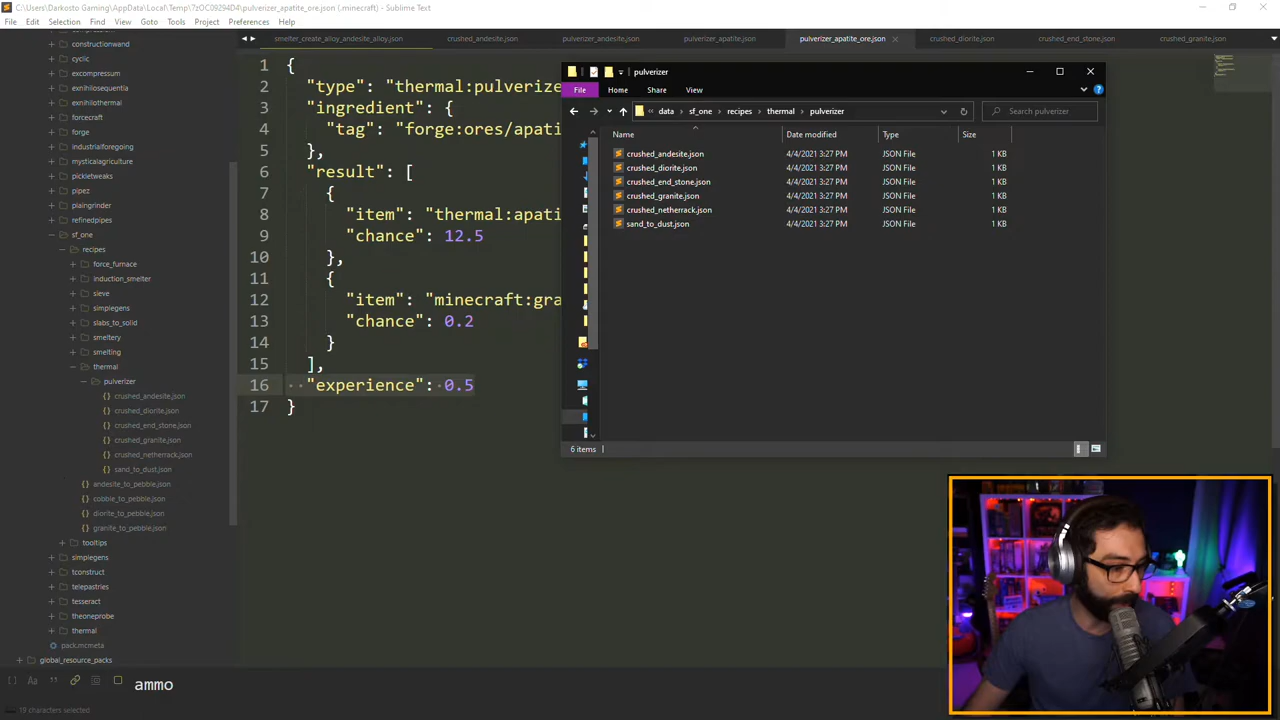 C:\Users\Darkosto Gaming\AppData\Local\Temp\7zOC09294D4\pulverizer_apatite_ore.json (.minecraft) - Sublime Text
File Edit Selection Find View Goto Tools Project Preferences Help
smelter_create_alloy_andesite_alloy.json crushed_andesite.json pulverizer_andesite.json pulverizer_apatite.json pulverizer_apatite_ore.json crushed_diorite.json crushed_end_stone.json crushed_granite.json
compressium
constructionwand
cyclic
excompressum
exnihilosequentia
exnihilothermal
forcecraft
forge
industrialforegoing
mysticalagriculture
pickletweaks
pipez
plaingrinder
refinedpipes
sf_one
recipes
force_furnace
induction_smelter
sieve
simplegens
slabs_to_solid
smeltery
smelting
thermal
pulverizer
crushed_andesite.json
crushed_diorite.json
crushed_end_stone.json
crushed_granite.json
crushed_netherrack.json
sand_to_dust.json
andesite_to_pebble.json
cobble_to_pebble.json
diorite_to_pebble.json
granite_to_pebble.json
tooltips
simplegens
tconstruct
telepastries
tesseract
theoneprobe
thermal
pack.mcmeta
global_resource_packs
1 {
2 "type": "thermal:pulverize
3 "ingredient": {
4 "tag": "forge:ores/apati
5 },
6 "result": [
7 {
8 "item": "thermal:apati
9 "chance": 12.5
10 },
11 {
12 "item": "minecraft:gra
13 "chance": 0.2
14 }
15 ],
16 "experience": 0.5
17 }
pulverizer
File Home Share View
data sf_one recipes thermal pulverizer Search pulverizer
Name Date modified Type Size
crushed_andesite.json 4/4/2021 3:27 PM JSON File 1 KB
crushed_diorite.json 4/4/2021 3:27 PM JSON File 1 KB
crushed_end_stone.json 4/4/2021 3:27 PM JSON File 1 KB
crushed_granite.json 4/4/2021 3:27 PM JSON File 1 KB
crushed_netherrack.json 4/4/2021 3:27 PM JSON File 1 KB
sand_to_dust.json 4/4/2021 3:27 PM JSON File 1 KB
6 items
ammo
19 characters selected